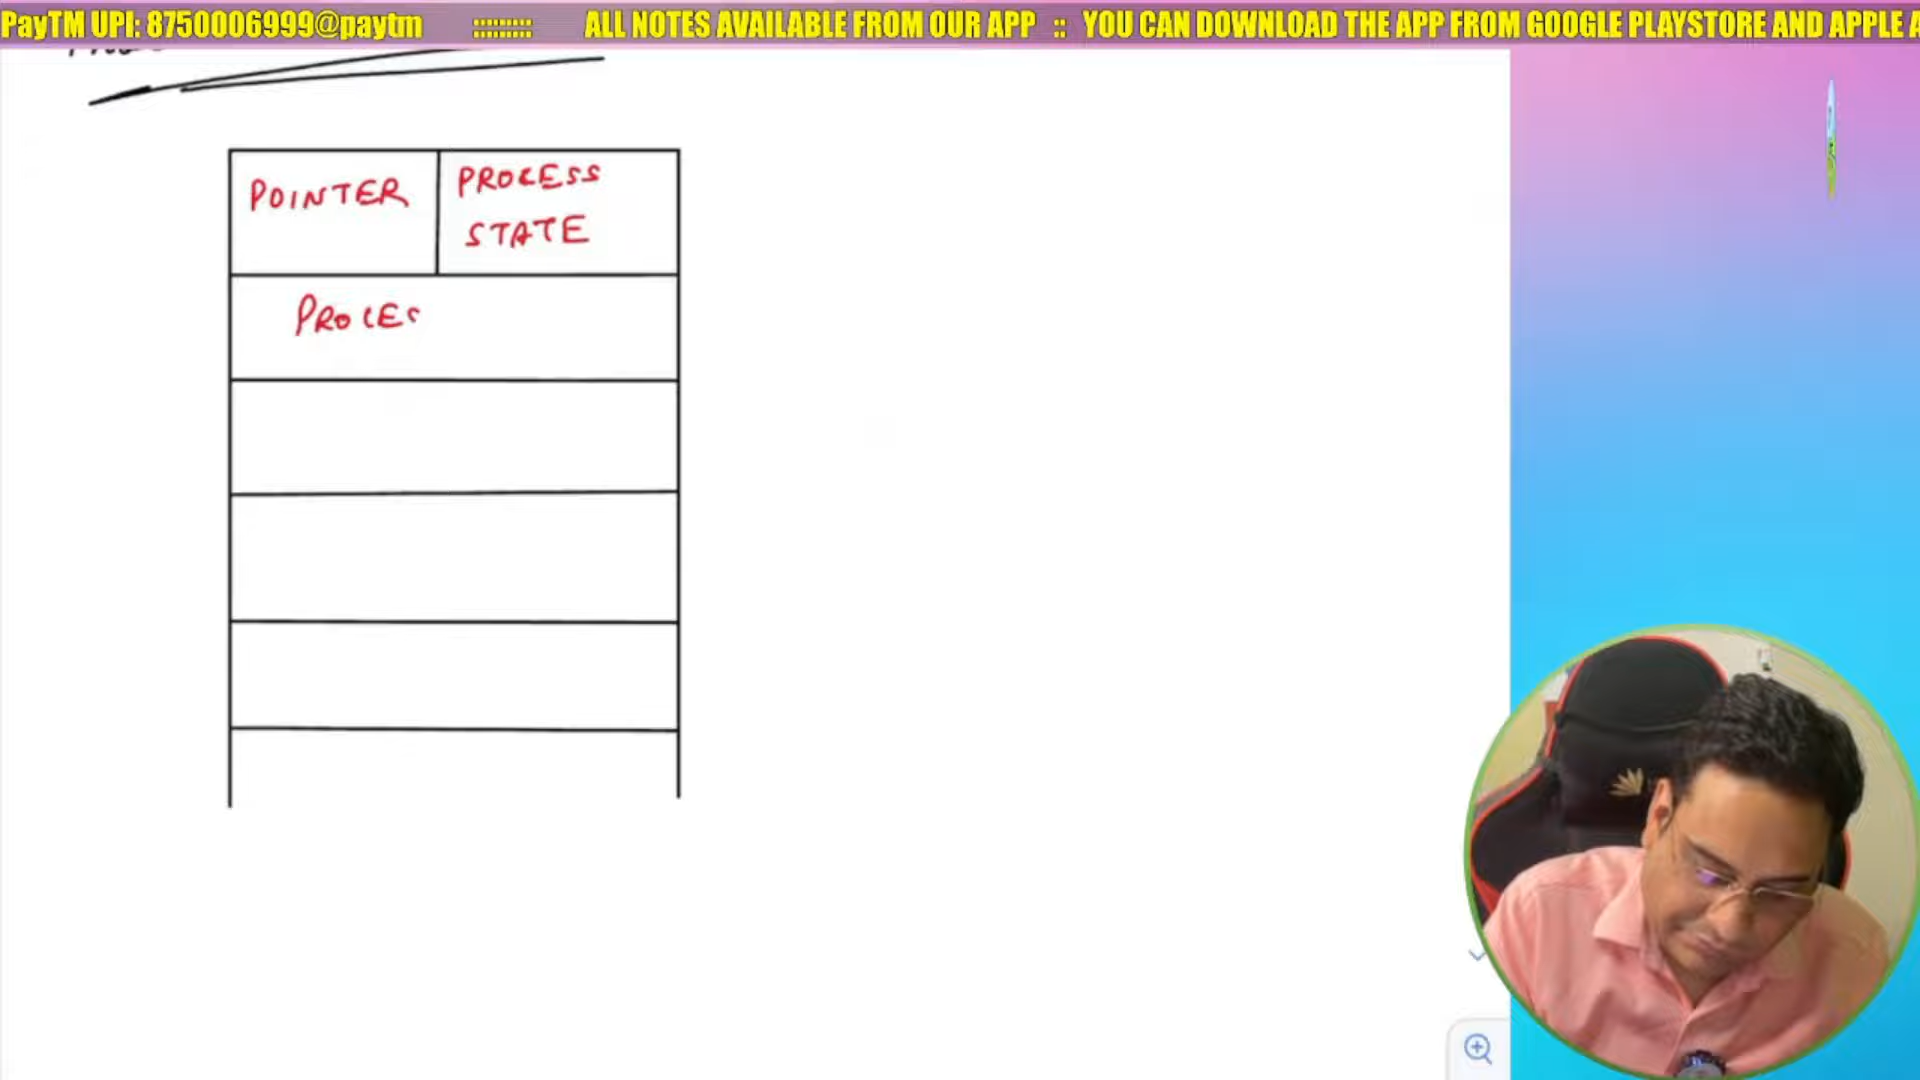 PayTM UPI: 8750006999@paytm ::::::::: ALL NOTES AVAILABLE FROM OUR APP :: YOU CAN DOWNLOAD THE APP FROM GOOGLE PLAYSTORE AND APPLE A
POINTER
PROCESS
STATE
PROCES